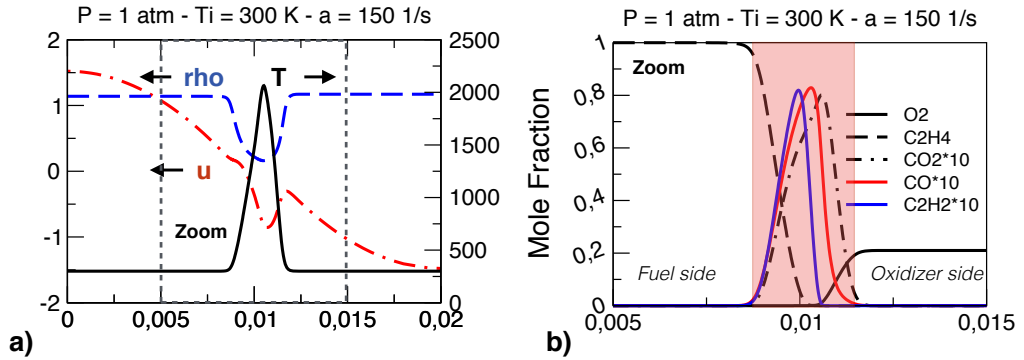 P = 1 atm - Ti = 300 K - a = 150 1/s
2
1
0
-1
-2
2500
2000
1500
1000
500
0
0
0,005
0,01
0,015
0,02
rho
T
u
Zoom
a)
P = 1 atm - Ti = 300 K - a = 150 1/s
Mole Fraction
1
0,8
0,6
0,4
0,2
0
0,005
0,01
0,015
Zoom
O2
C2H4
CO2*10
CO*10
C2H2*10
Fuel side
Oxidizer side
b)